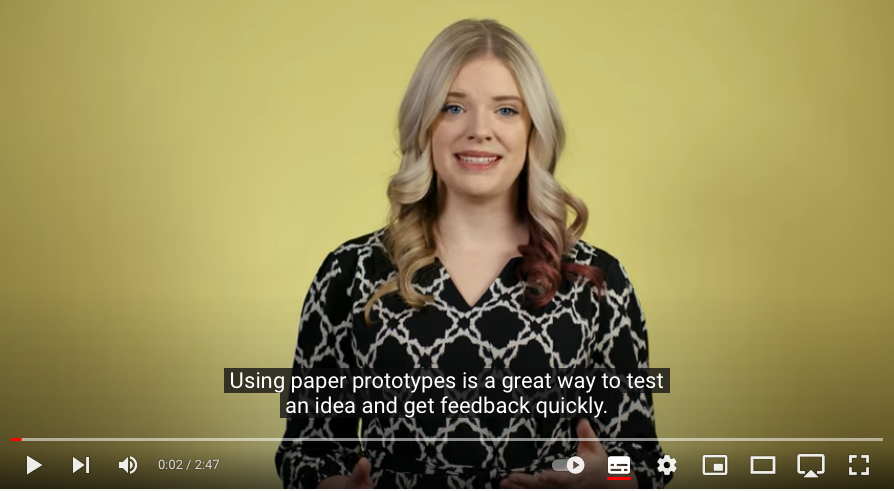 Using paper prototypes is a great way to test
an idea and get feedback quickly.
0:02 / 2:47